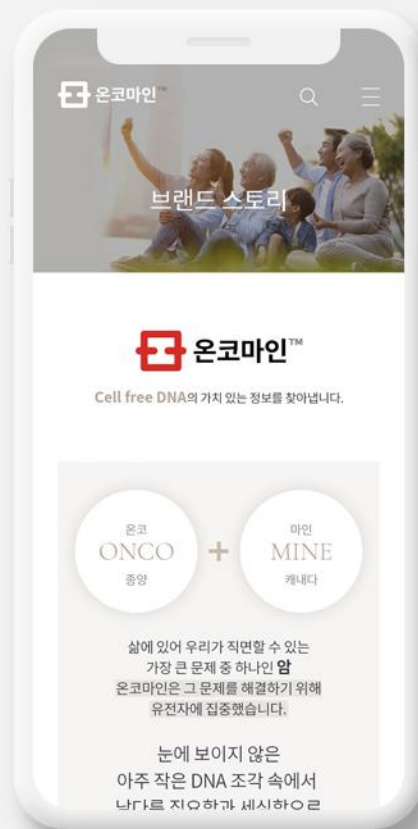 온코마인™
브랜드 스토리
온코마인™
Cell free DNA의 가치 있는 정보를 찾아냅니다.
온코
ONCO
종양
+
마인
MINE
캐내다
삶에 있어 우리가 직면할 수 있는
가장 큰 문제 중 하나인 암
온코마인은 그 문제를 해결하기 위해
유전자에 집중했습니다.
눈에 보이지 않은
아주 작은 DNA 조각 속에서